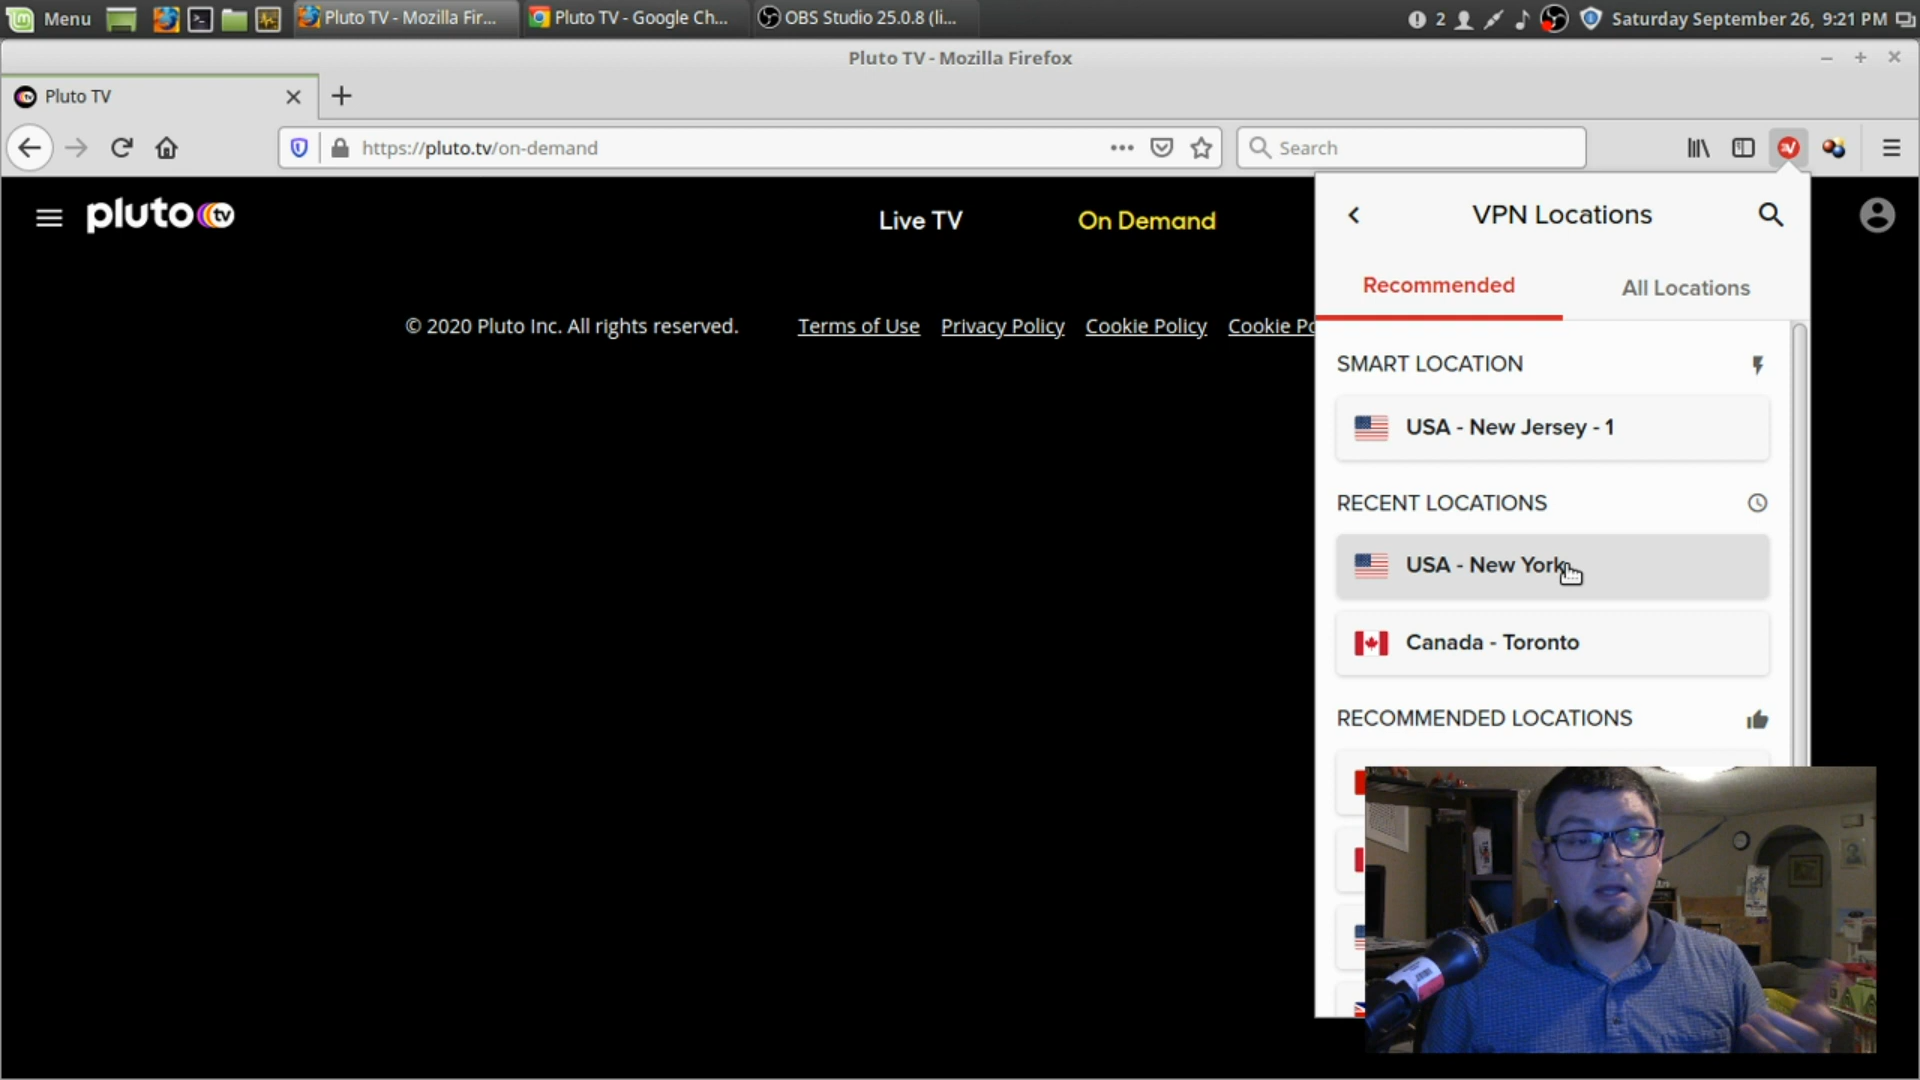 Menu
Pluto TV - Mozilla Fir...
Pluto TV - Google Ch...
OBS Studio 25.0.8 (li...
2
Saturday September 26, 9:21 PM
Pluto TV - Mozilla Firefox
Pluto TV
https://pluto.tv/on-demand
Search
pluto tv
Live TV
On Demand
© 2020 Pluto Inc. All rights reserved.
Terms of Use
Privacy Policy
Cookie Policy
Cookie Po
VPN Locations
Recommended
All Locations
SMART LOCATION
USA - New Jersey - 1
RECENT LOCATIONS
USA - New York
Canada - Toronto
RECOMMENDED LOCATIONS